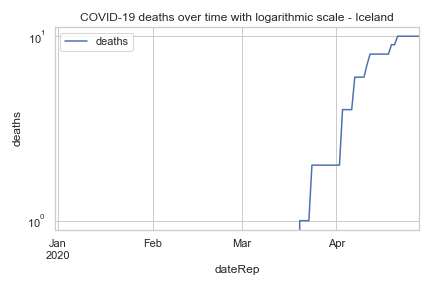 COVID-19 deaths over time with logarithmic scale - Iceland
10¹
deaths
deaths
10⁰
Jan
2020
Feb
Mar
Apr
dateRep